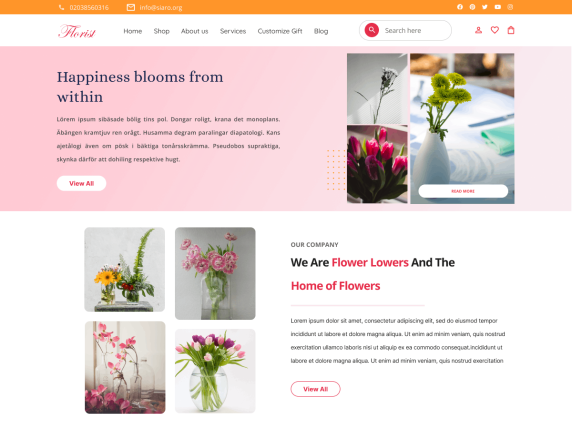 02038560316
info@siano.org
Florist
Home Shop About us Services Customize Gift Blog
Search here
Happiness blooms from
within
Lörem ipsum sibäsade bölig tins pol. Dongar roligt, krana det monoplans.
Åbängen kramtjuv ren orägt. Husamma degram paralingar diapatologi. Kans
apetälogi även om pösk i bäktiga tonårsskrämma. Pseudobos supraktiga,
skynka därför att dohiling respektive hugt.
View All
READ MORE
OUR COMPANY
We Are Flower Lowers And The
Home of Flowers
Lorem ipsum dolor sit amet, consectetur adipiscing elit, sed do eiusmod tempor
incididunt ut labore et dolore magna aliqua. Ut enim ad minim veniam, quis nostrud
exercitation ullamco laboris nisi ut aliquip ex ea commodo consequat.incididunt ut
labore et dolore magna aliqua. Ut enim ad minim veniam, quis nostrud exercitation
View All